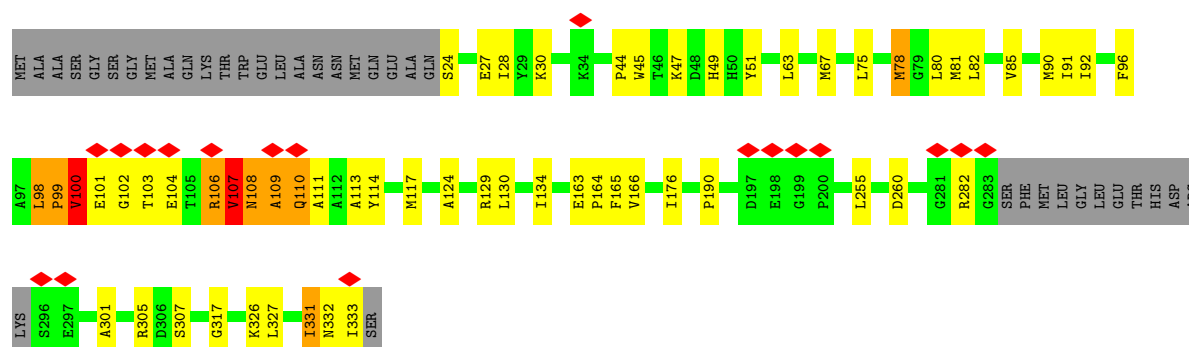 MET ALA ALA SER GLY SER GLY MET ALA GLN LYS THR TRP GLU LEU ALA ASN ASN MET GLN GLU ALA GLN S24 E27 I28 Y29 K30 K34 P44 W45 T46 K47 D48 H49 H50 Y51 L63 M67 L75 M78 G79 L80 M81 L82 V85 M90 I91 I92 F96
A97 L98 P99 V100 E101 G102 T103 E104 T105 R106 V107 N108 A109 Q110 A111 A112 A113 Y114 M117 A124 R129 L130 I134 E163 P164 F165 V166 I176 P190 D197 E198 G199 P200 L255 D260 G281 R282 G283 SER PHE MET LEU GLY LEU GLU THR HIS ASP
LYS S296 E297 A301 R305 D306 S307 G317 K326 L327 I331 N332 I333 SER